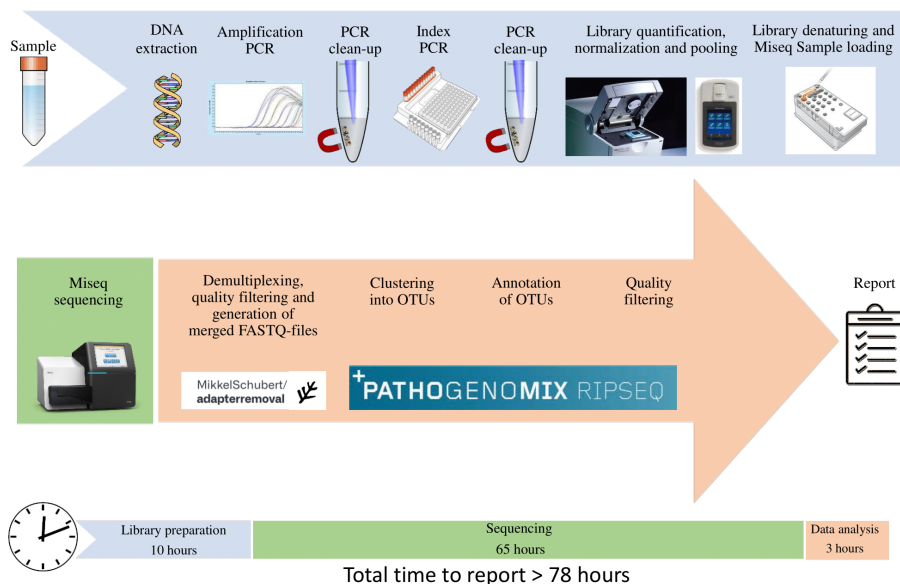 Sample
DNA
extraction
Amplification
PCR
PCR
clean-up
Index
PCR
PCR
clean-up
Library quantification,
normalization and pooling
Library denaturing and
Miseq Sample loading
Miseq
sequencing
Demultiplexing,
quality filtering and
generation of
merged FASTQ-files
Clustering
into OTUs
Annotation
of OTUs
Quality
filtering
Report
MikkelSchubert/
adapterremoval
+PATHOGENOMIX RIPSEQ
Library preparation
10 hours
Sequencing
65 hours
Data analysis
3 hours
Total time to report > 78 hours